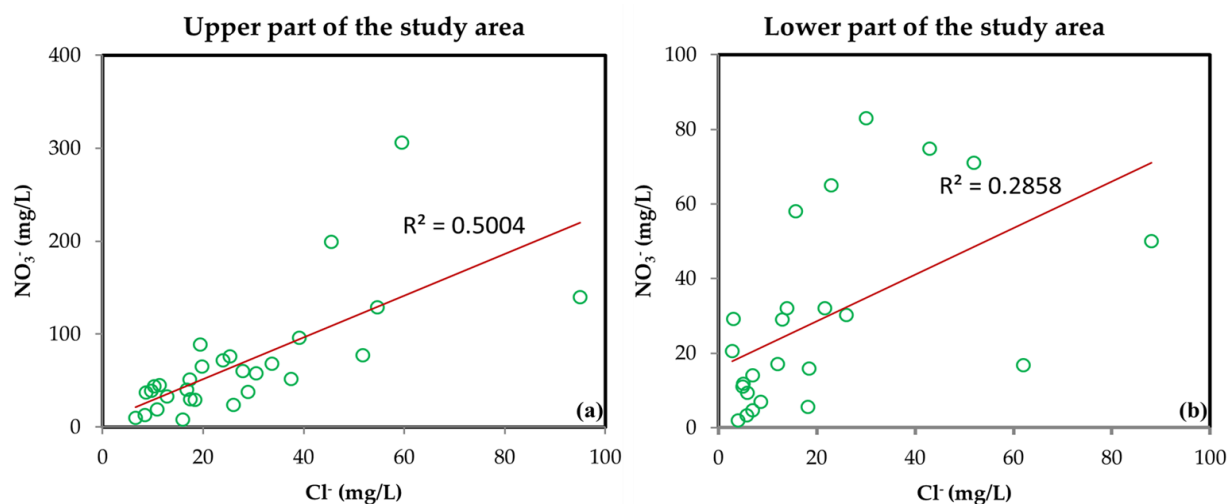 Upper part of the study area
400
300
200
100
0
NO₃⁻ (mg/L)
R² = 0.5004
(a)
0 20 40 60 80 100
Cl⁻ (mg/L)
Lower part of the study area
100
80
60
40
20
0
NO₃⁻ (mg/L)
R² = 0.2858
(b)
0 20 40 60 80 100
Cl⁻ (mg/L)